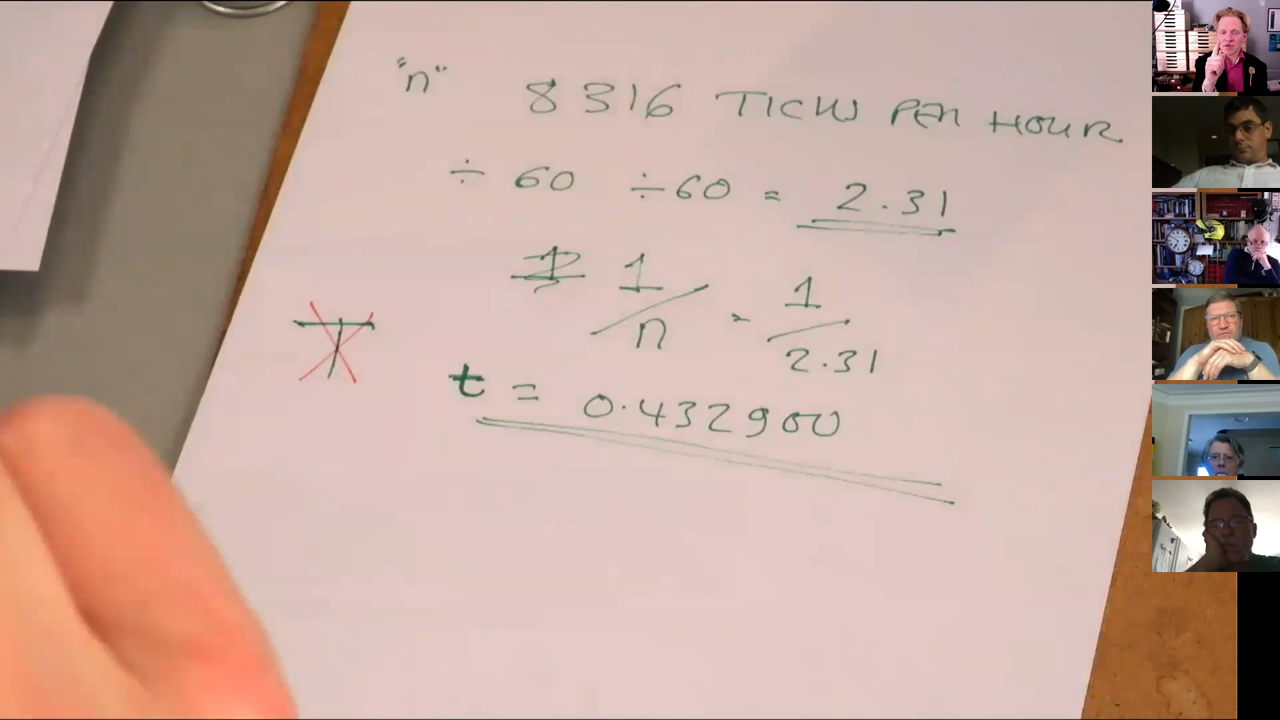 "n"
8316 TICKS PER HOUR
÷ 60 ÷60 = 2.31
1/n = 1/2.31
T
t = 0.432900